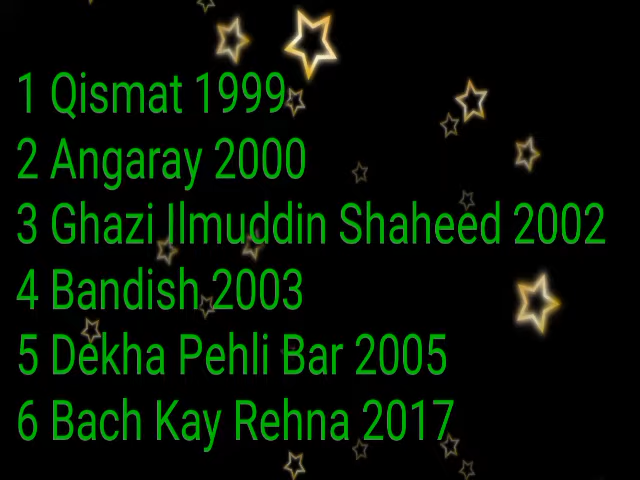 1 Qismat 1999
2 Angaray 2000
3 Ghazi Ilmuddin Shaheed 2002
4 Bandish 2003
5 Dekha Pehli Bar 2005
6 Bach Kay Rehna 2017